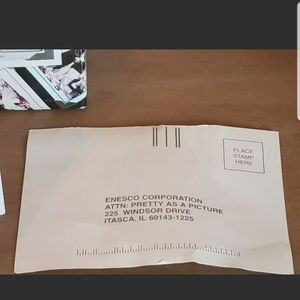 PLACE
STAMP
HERE
ENESCO CORPORATION
ATTN: PRETTY AS A PICTURE
225 WINDSOR DRIVE
ITASCA, IL 60143-1225